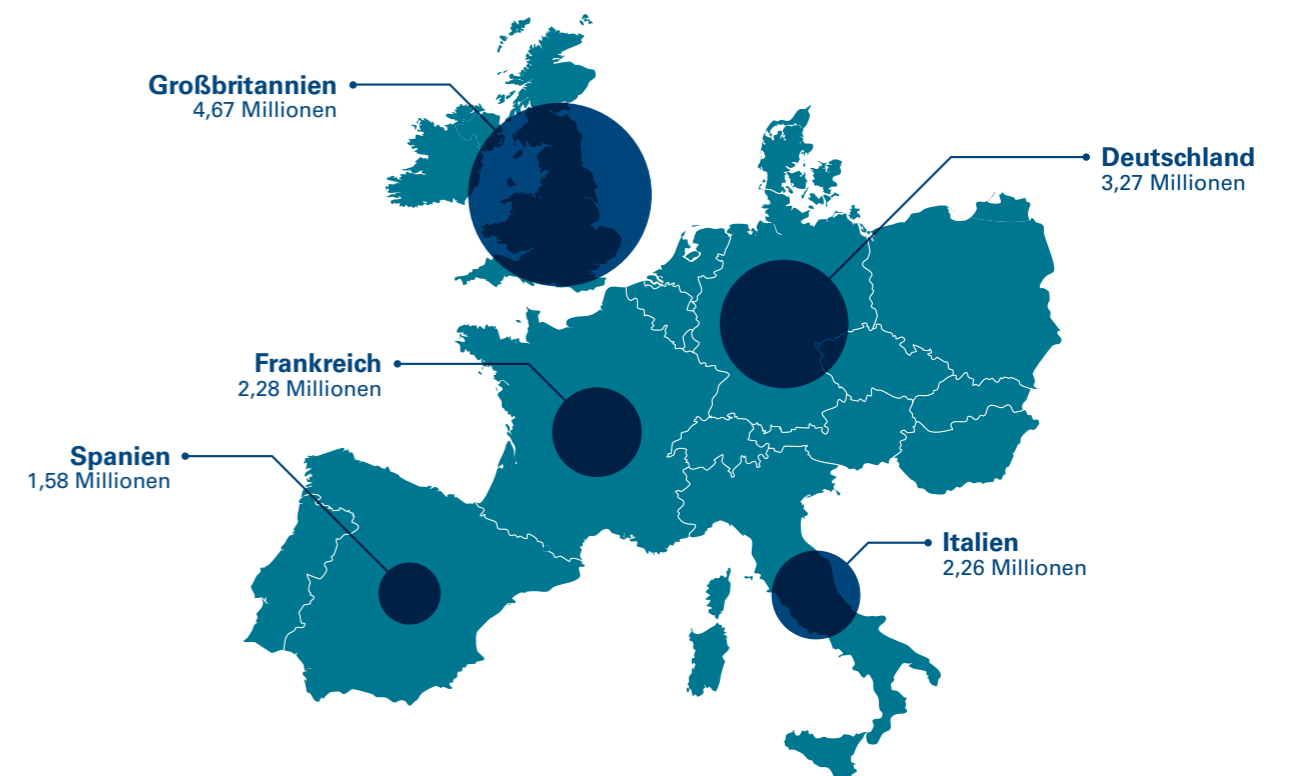 Großbritannien
4,67 Millionen
Deutschland
3,27 Millionen
Frankreich
2,28 Millionen
Spanien
1,58 Millionen
Italien
2,26 Millionen